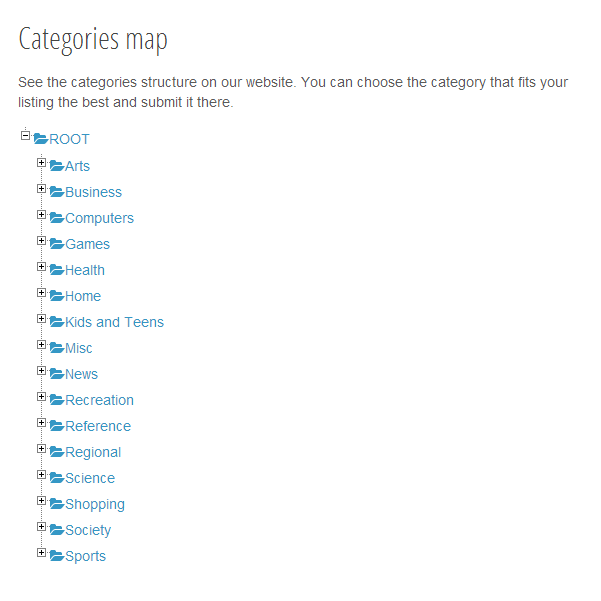 Categories map
See the categories structure on our website. You can choose the category that fits your
listing the best and submit it there.
ROOT
Arts
Business
Computers
Games
Health
Home
Kids and Teens
Misc
News
Recreation
Reference
Regional
Science
Shopping
Society
Sports